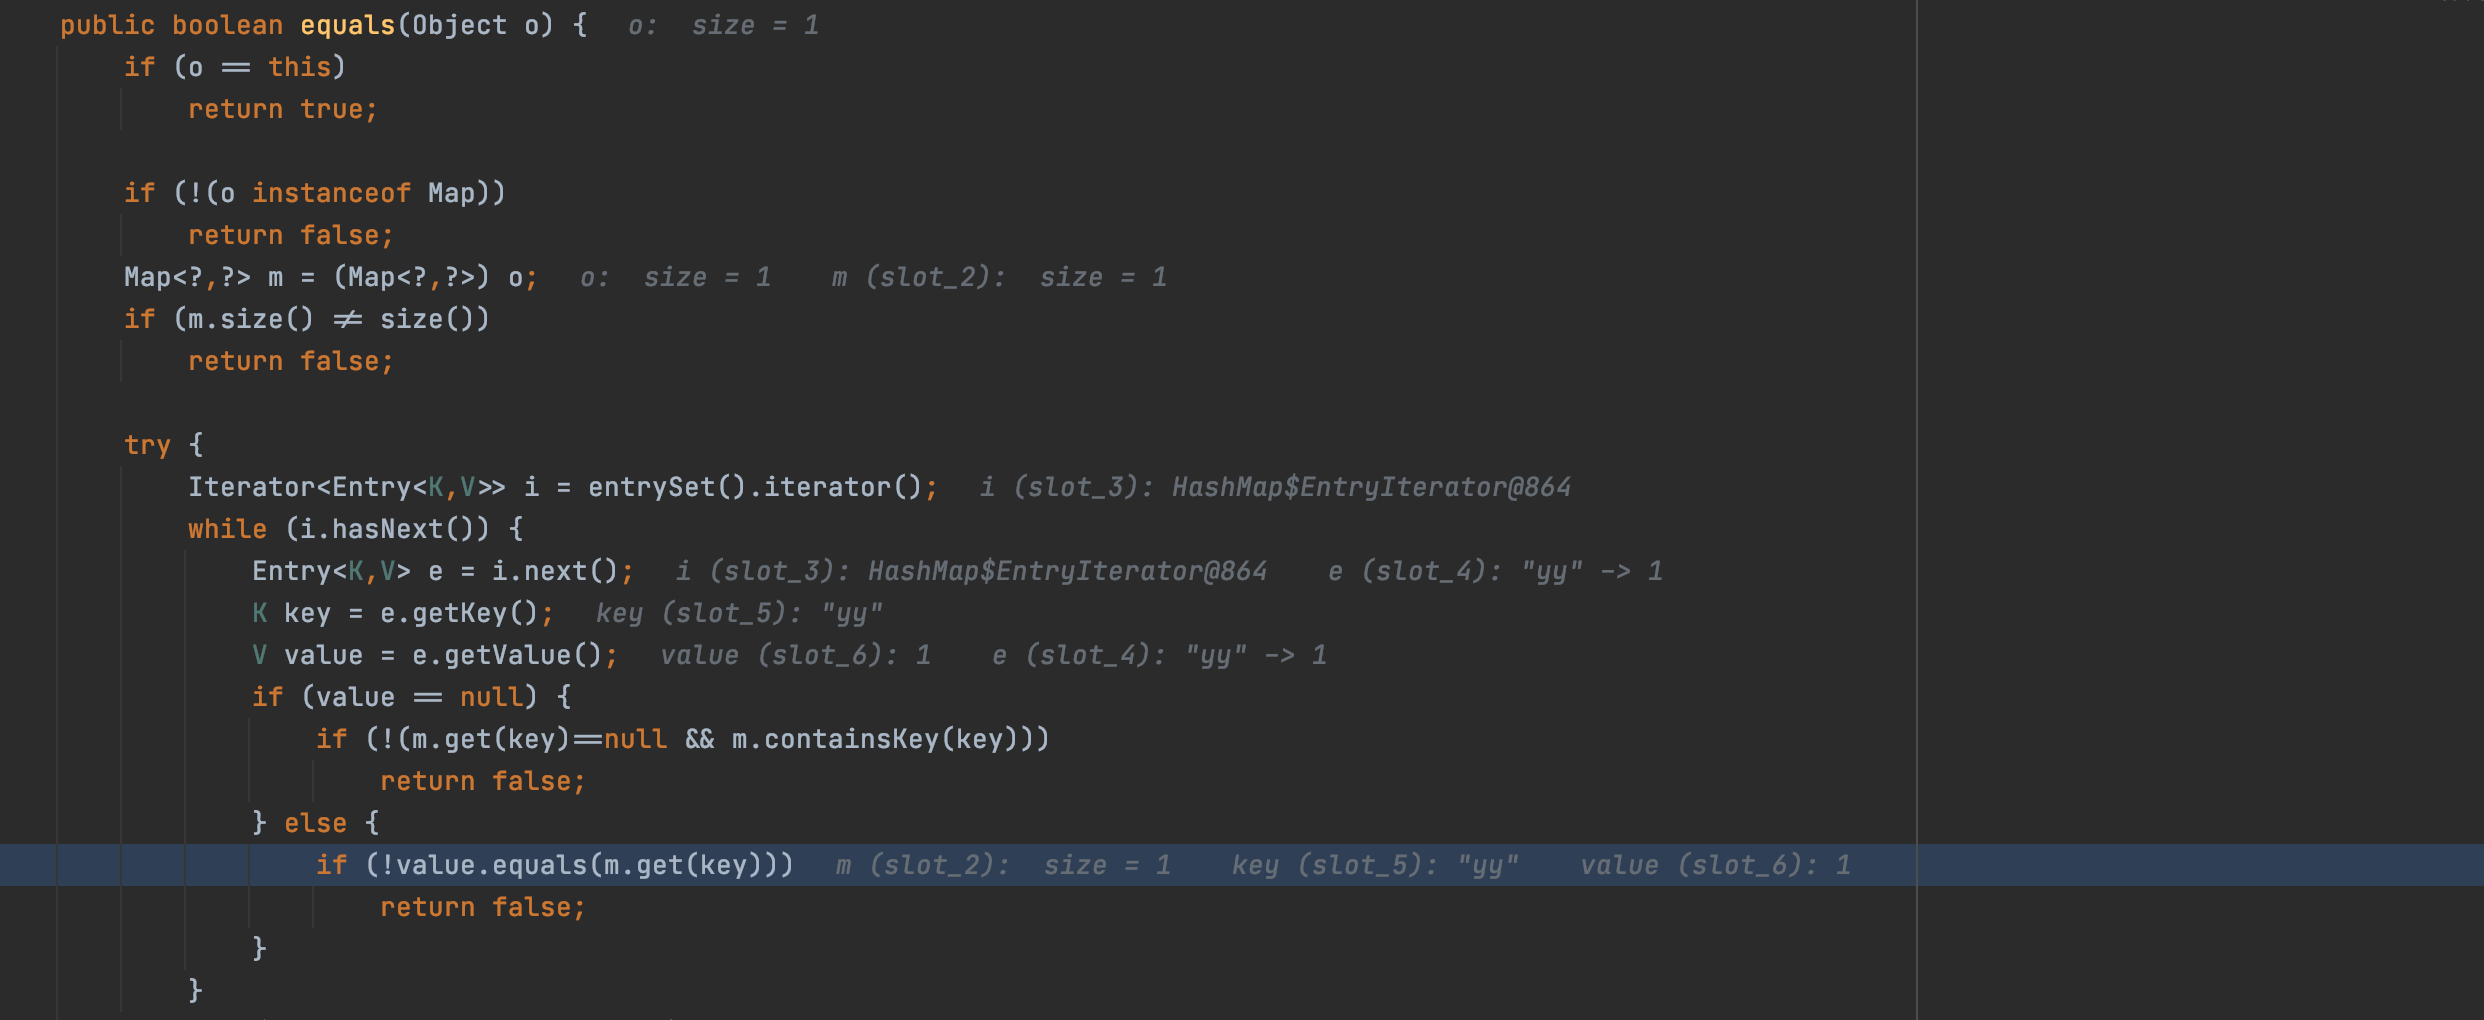 public boolean equals(Object o) {   o:  size = 1
    if (o == this)
        return true;

    if (!(o instanceof Map))
        return false;
    Map<?,?> m = (Map<?,?>) o;   o:  size = 1    m (slot_2):  size = 1
    if (m.size() != size())
        return false;

    try {
        Iterator<Entry<K,V>> i = entrySet().iterator();   i (slot_3): HashMap$EntryIterator@864
        while (i.hasNext()) {
            Entry<K,V> e = i.next();   i (slot_3): HashMap$EntryIterator@864    e (slot_4): "yy" -> 1
            K key = e.getKey();   key (slot_5): "yy"
            V value = e.getValue();   value (slot_6): 1    e (slot_4): "yy" -> 1
            if (value == null) {
                if (!(m.get(key)==null && m.containsKey(key)))
                    return false;
            } else {
                if (!value.equals(m.get(key)))   m (slot_2):  size = 1    key (slot_5): "yy"    value (slot_6): 1
                    return false;
            }
        }